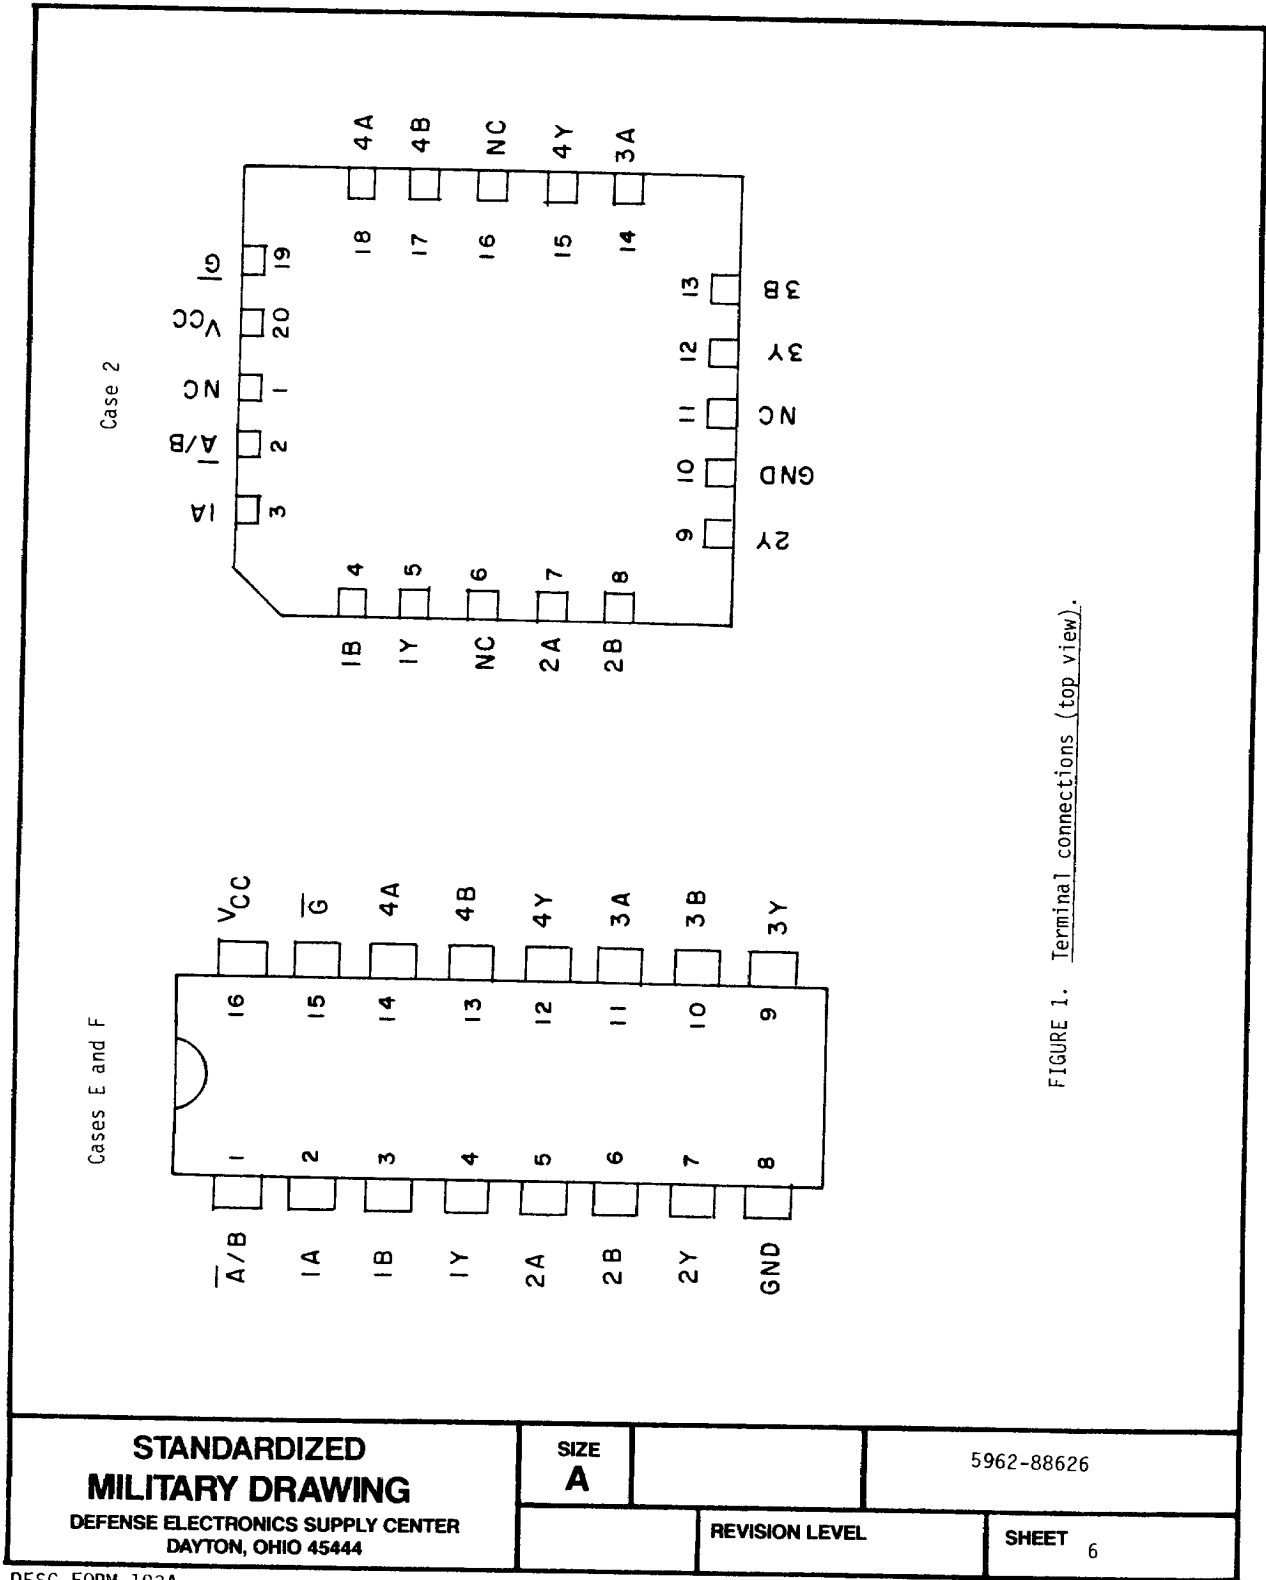 Case 2
4A
4B
NC
4Y
3A
18
17
16
15
14
G̅
VCC
NC
A̅/B
1A
19
20
1
2
3
13
12
11
10
9
3B
3Y
NC
GND
2Y
4
5
6
7
8
1B
1Y
NC
2A
2B
Cases E and F
VCC
G̅
4A
4B
4Y
3A
3B
3Y
16
15
14
13
12
11
10
9
1
2
3
4
5
6
7
8
A̅/B
1A
1B
1Y
2A
2B
2Y
GND
FIGURE 1. Terminal connections (top view).
STANDARDIZED
MILITARY DRAWING
DEFENSE ELECTRONICS SUPPLY CENTER
DAYTON, OHIO 45444
SIZE
A
5962-88626
REVISION LEVEL
SHEET 6
DESC FORM 193A